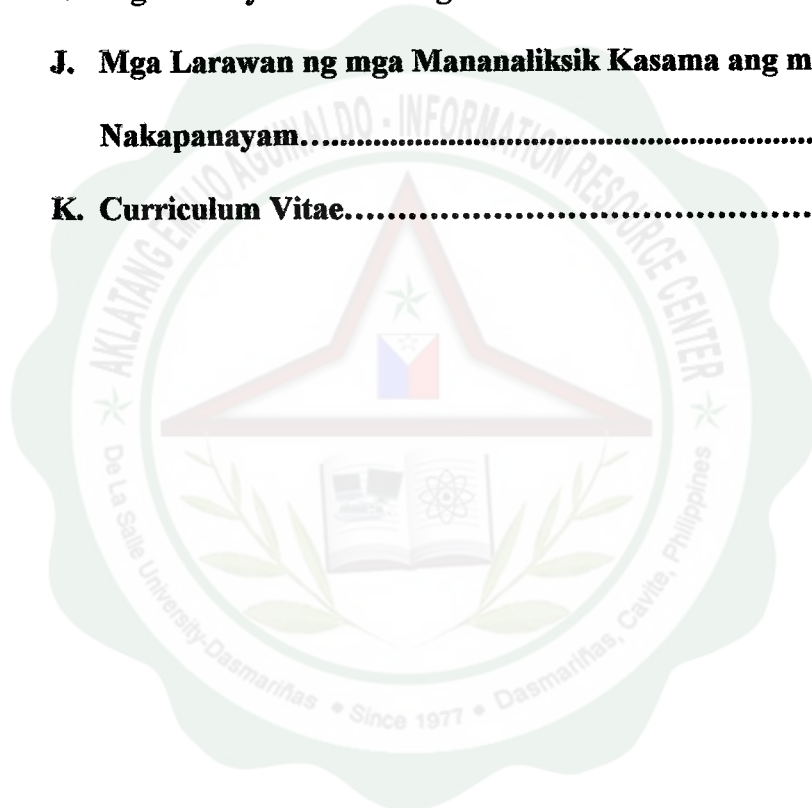 J. Mga Larawan ng mga Mananaliksik Kasama ang m
Nakapanayam.....................................................................
K. Curriculum Vitae............................................
AKLATANG EMILIO AGUINALDO - INFORMATION RESOURCE CENTER
De La Salle University-Dasmariñas • Since 1977 • Dasmariñas, Cavite, Philippines